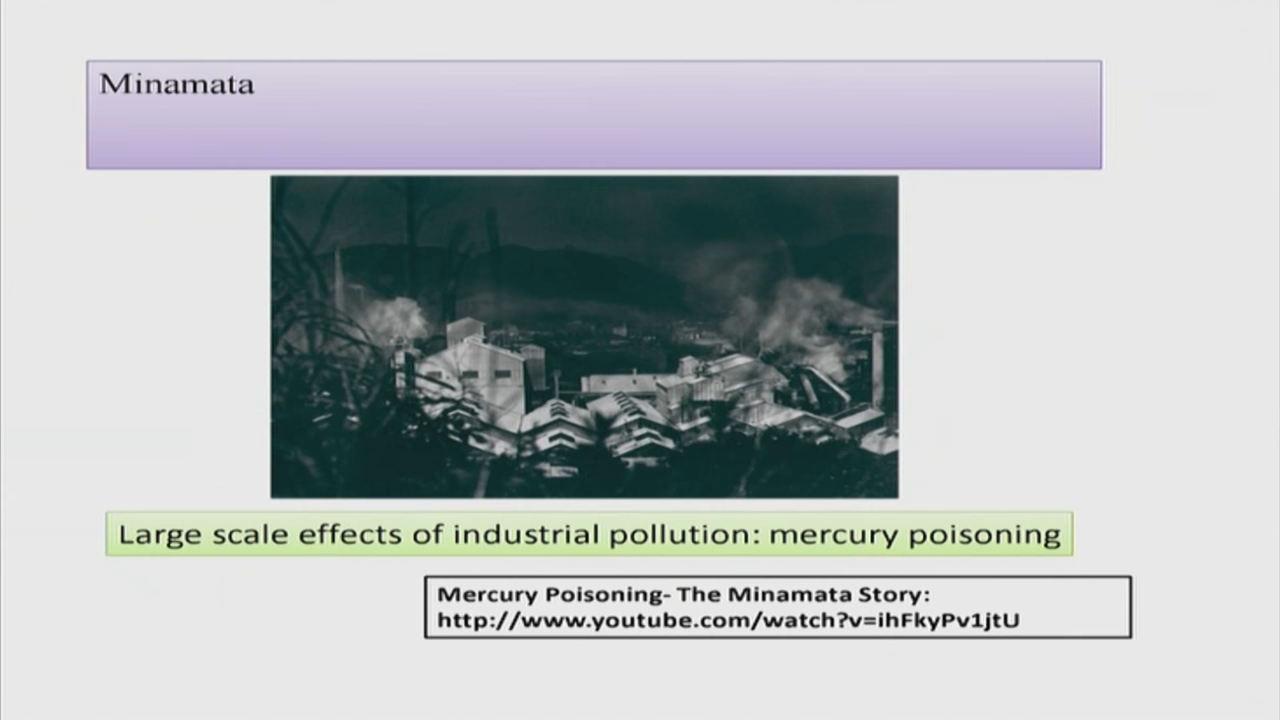 Minamata
Large scale effects of industrial pollution: mercury poisoning
Mercury Poisoning- The Minamata Story:
http://www.youtube.com/watch?v=ihFkyPv1jtU